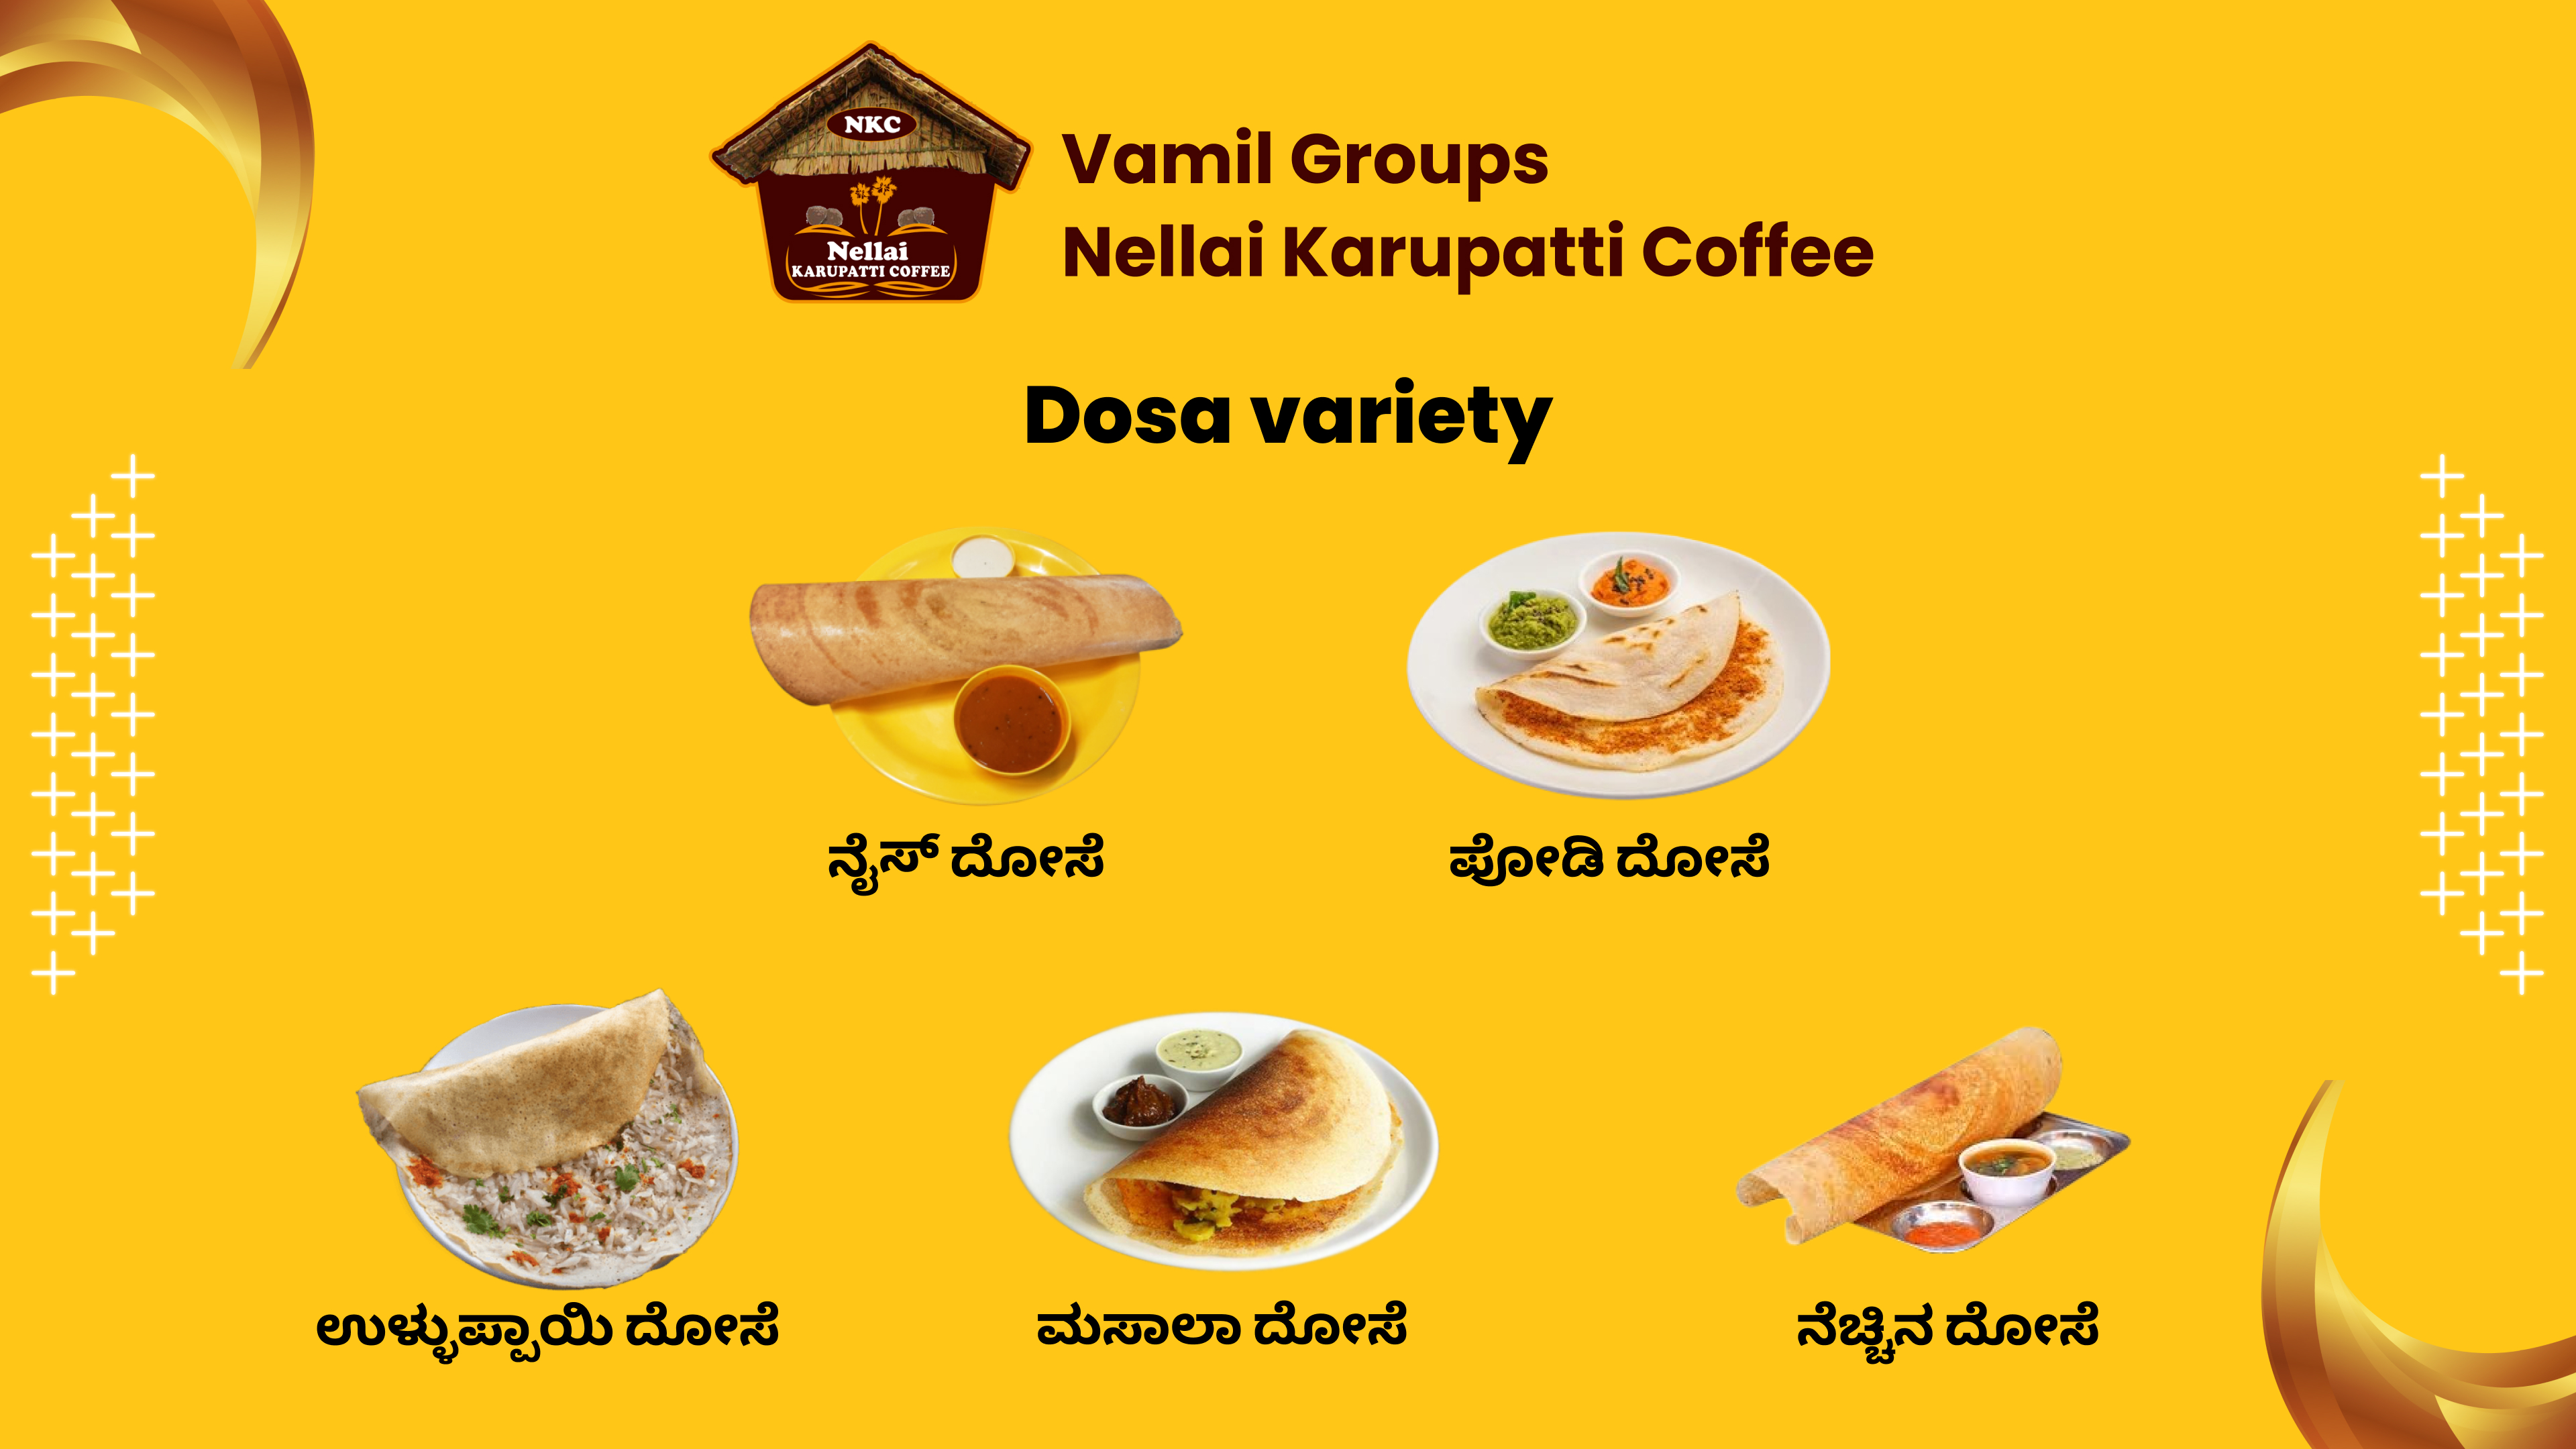 NKC
Nellai
KARUPATTI COFFEE
Vamil Groups
Nellai Karupatti Coffee
Dosa variety
ನೈಸ್ ದೋಸೆ
ಪೋಡಿ ದೋಸೆ
ಉಳ್ಳುಪ್ಪಾಯಿ ದೋಸೆ
ಮಸಾಲಾ ದೋಸೆ
ನೆಚ್ಚಿನ ದೋಸೆ